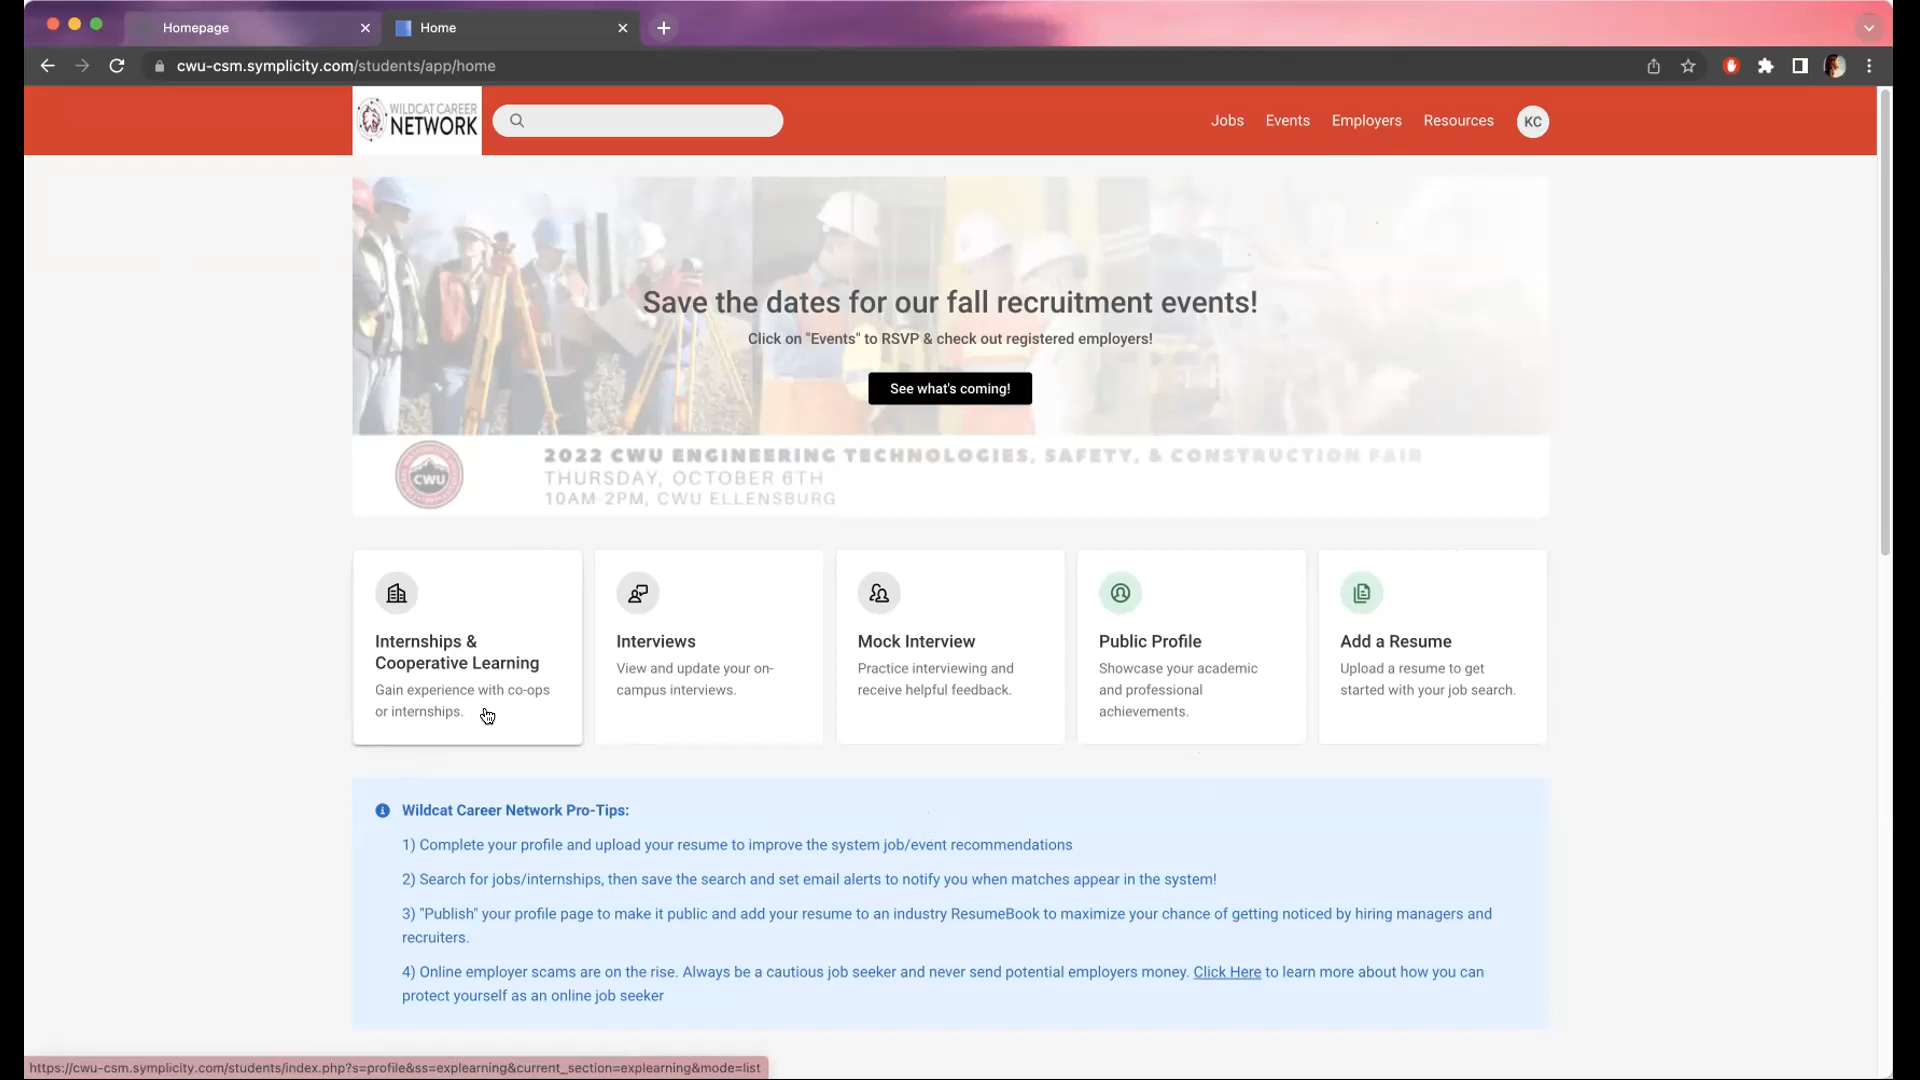 Homepage
Home
cwu-csm.symplicity.com/students/app/home
WILDCAT CAREER
NETWORK
Jobs Events Employers Resources KC
Save the dates for our fall recruitment events!
Click on "Events" to RSVP & check out registered employers!
See what's coming!
CWU
2022 CWU ENGINEERING TECHNOLOGIES, SAFETY, & CONSTRUCTION FAIR
THURSDAY, OCTOBER 6TH
10AM-2PM, CWU ELLENSBURG
Internships &
Cooperative Learning
Gain experience with co-ops
or internships.
Interviews
View and update your on-
campus interviews.
Mock Interview
Practice interviewing and
receive helpful feedback.
Public Profile
Showcase your academic
and professional
achievements.
Add a Resume
Upload a resume to get
started with your job search.
Wildcat Career Network Pro-Tips:
1) Complete your profile and upload your resume to improve the system job/event recommendations
2) Search for jobs/internships, then save the search and set email alerts to notify you when matches appear in the system!
3) "Publish" your profile page to make it public and add your resume to an industry ResumeBook to maximize your chance of getting noticed by hiring managers and
recruiters.
4) Online employer scams are on the rise. Always be a cautious job seeker and never send potential employers money. Click Here to learn more about how you can
protect yourself as an online job seeker
https://cwu-csm.symplicity.com/students/index.php?s=profile&ss=explearning&current_section=explearning&mode=list